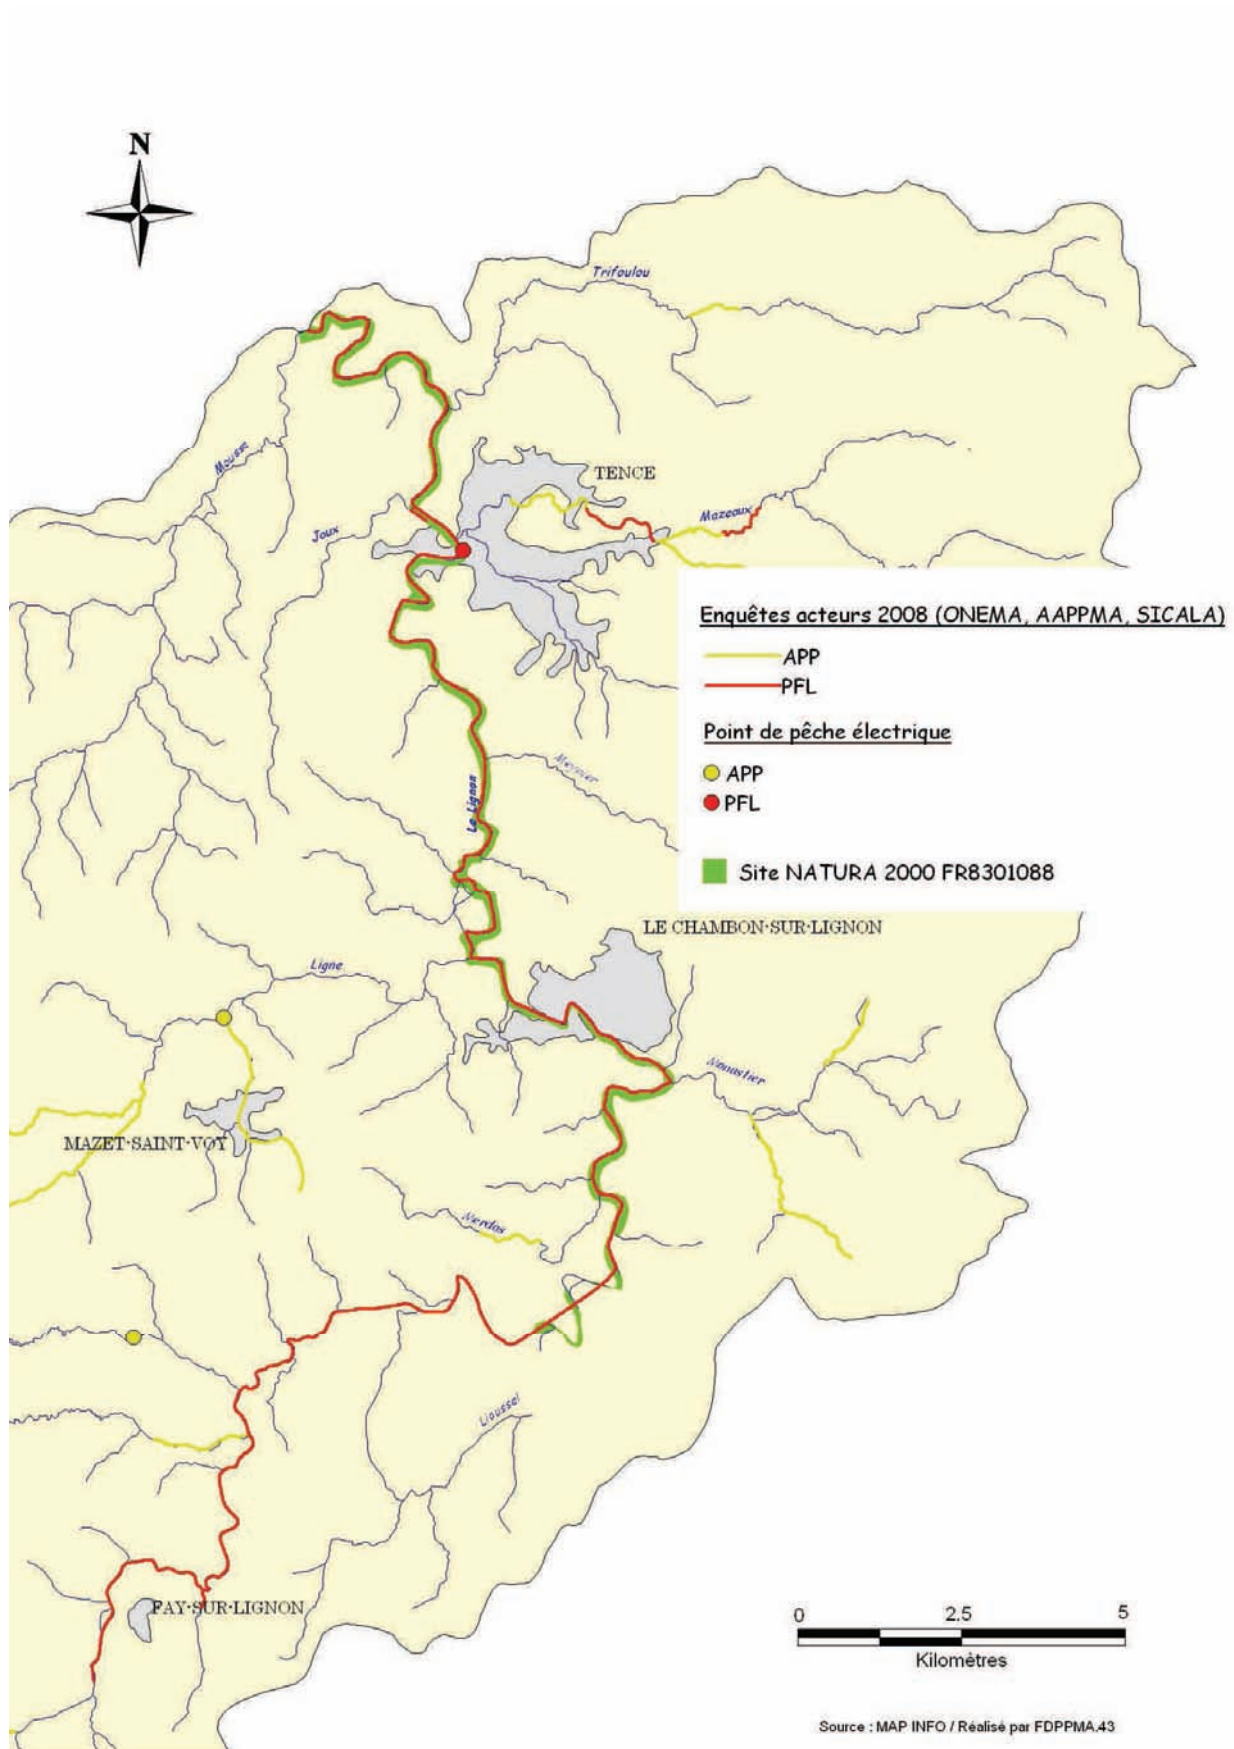 N
Trifoulou
Mousse
TENCE
Joux
Mazeaux
Enquêtes acteurs 2008 (ONEMA, AAPPMA, SICALA)
APP
PFL
Point de pêche électrique
APP
PFL
Site NATURA 2000 FR8301088
Le Lignon
LE CHAMBON-SUR-LIGNON
Ligne
MAZET-SAINT-VOY
Merdas
Lioussel
FAY-SUR-LIGNON
0 2.5 5
Kilomètres
Source : MAP INFO / Réalisé par FDPPMA.43